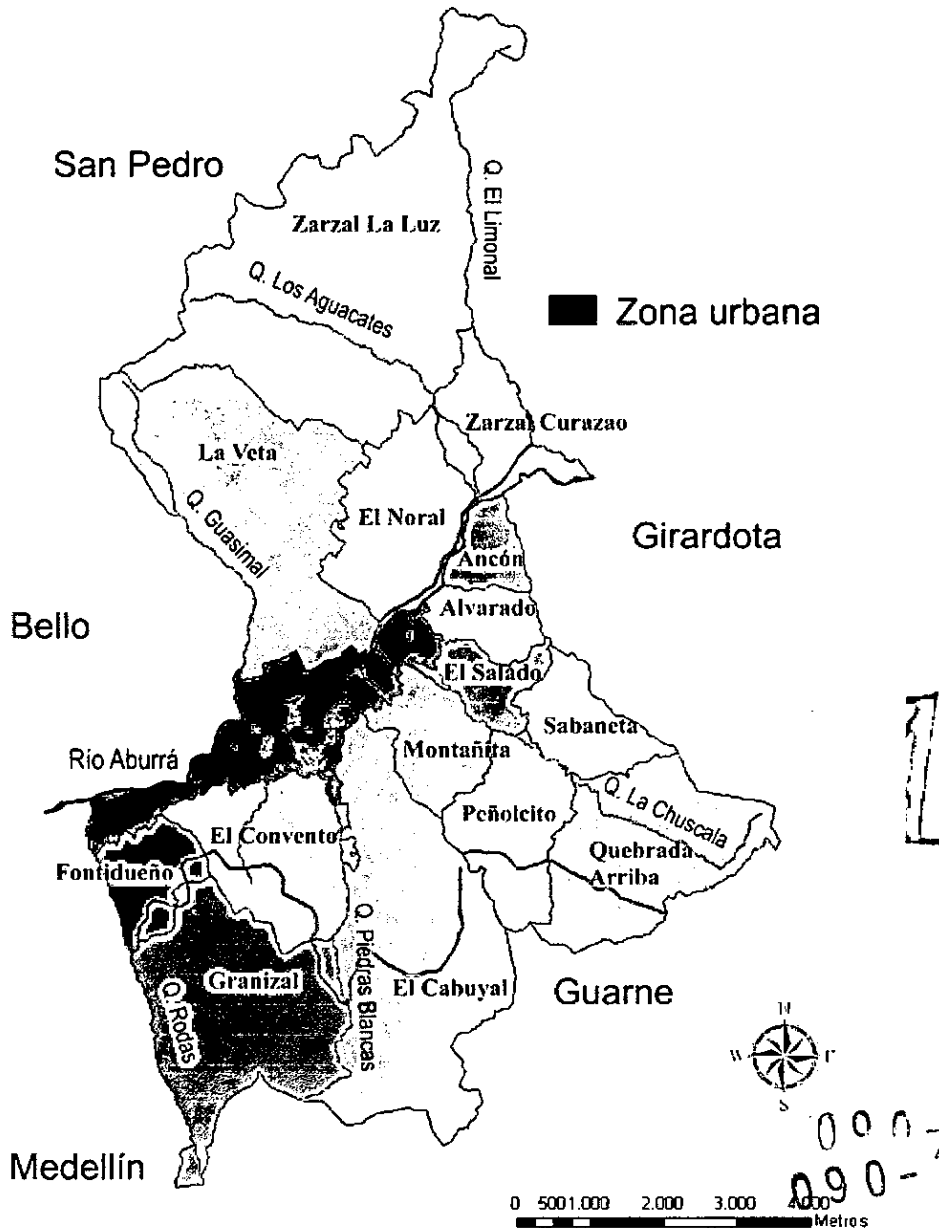 San Pedro
Zarzal La Luz
Q. El Limonal
Q. Los Aguacates
Zona urbana
Zarzal Curazao
La Veta
Q. Guasimal
El Noral
Girardota
Ancón
Bello
Alvarado
El Salado
Sabaneta
Río Aburrá
Montañita
Q. La Chuscala
Peñolcito
El Convento
Quebrada
Arriba
Fontidueño
Q. Piedras Blancas
Granizal
El Cabuyal
Guarne
Q. Rodas
N
W
S
Medellín
090-
0 500 1.000 2.000 3.000 4.000
Metros